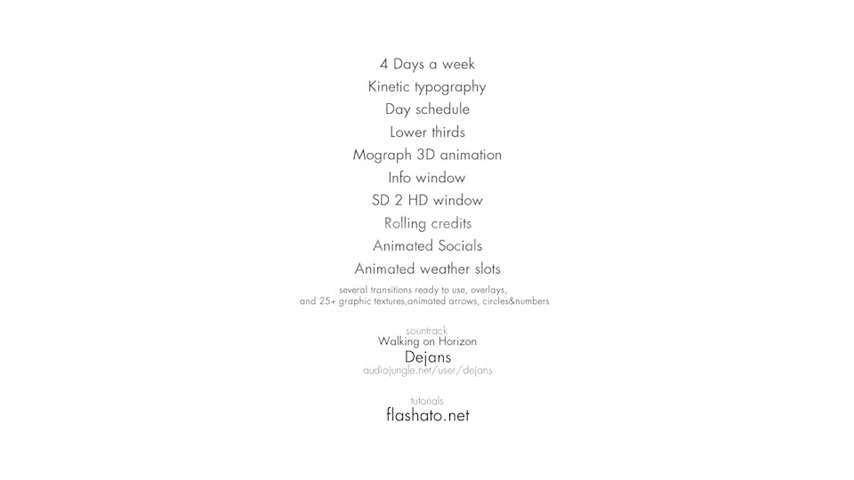 4 Days a week
Kinetic typography
Day schedule
Lower thirds
Mograph 3D animation
Info window
SD 2 HD window
Rolling credits
Animated Socials
Animated weather slots
several transitions ready to use, overlays,
and 25+ graphic textures,animated arrows, circles&numbers
sountrack
Walking on Horizon
Dejans
audiojungle.net/user/dejans
tutorials
flashato.net